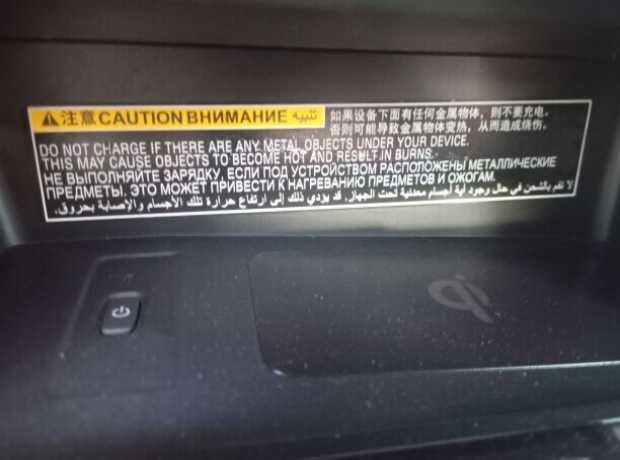 ⚠注意 CAUTION ВНИМАНИЕ تنبيه
如果设备下面有任何金属物体，则不要充电。
否则可能导致金属物体变热，从而造成烧伤。
DO NOT CHARGE IF THERE ARE ANY METAL OBJECTS UNDER YOUR DEVICE.
THIS MAY CAUSE OBJECTS TO BECOME HOT AND RESULT IN BURNS.
НЕ ВЫПОЛНЯЙТЕ ЗАРЯДКУ, ЕСЛИ ПОД УСТРОЙСТВОМ РАСПОЛОЖЕНЫ МЕТАЛЛИЧЕСКИЕ
ПРЕДМЕТЫ. ЭТО МОЖЕТ ПРИВЕСТИ К НАГРЕВАНИЮ ПРЕДМЕТОВ И ОЖОГАМ.
لا تقم بالشحن في حال وجود أية أجسام معدنية تحت الجهاز. قد يؤدي ذلك إلى ارتفاع حرارة تلك الأجسام والإصابة بحروق.
qi